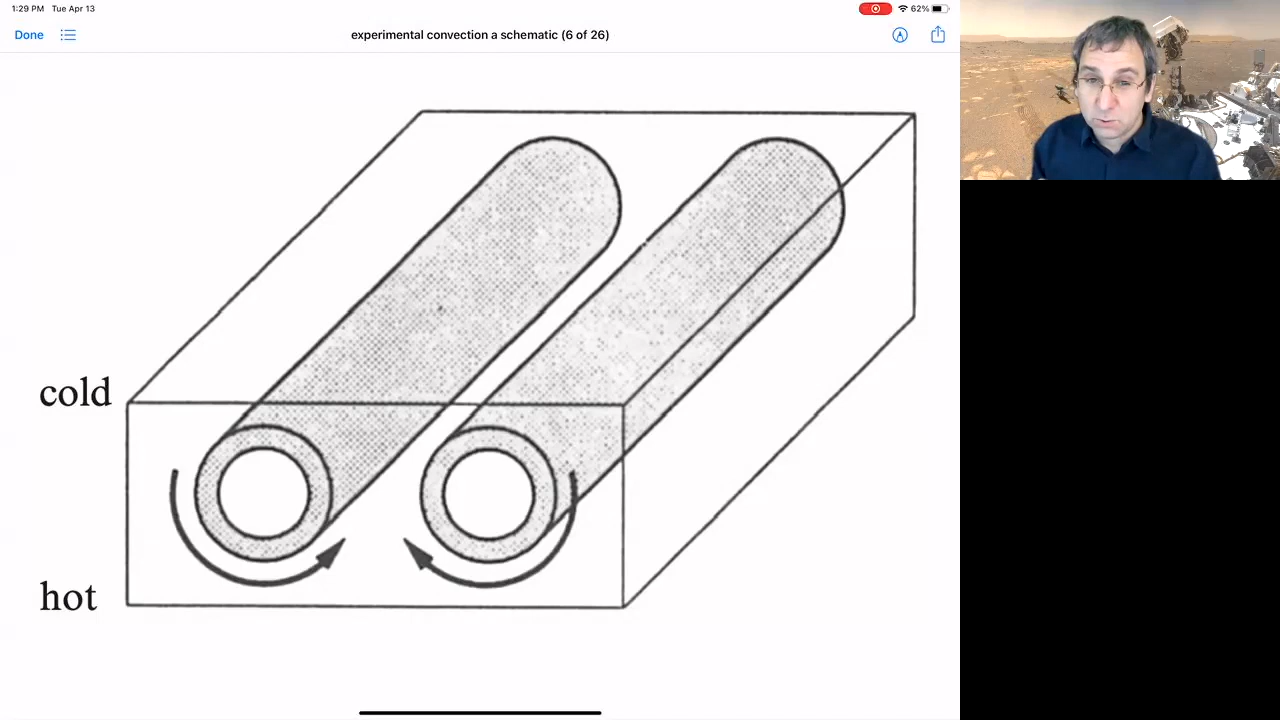 1:29 PM Tue Apr 13
62%
Done
experimental convection a schematic (6 of 26)
cold
hot